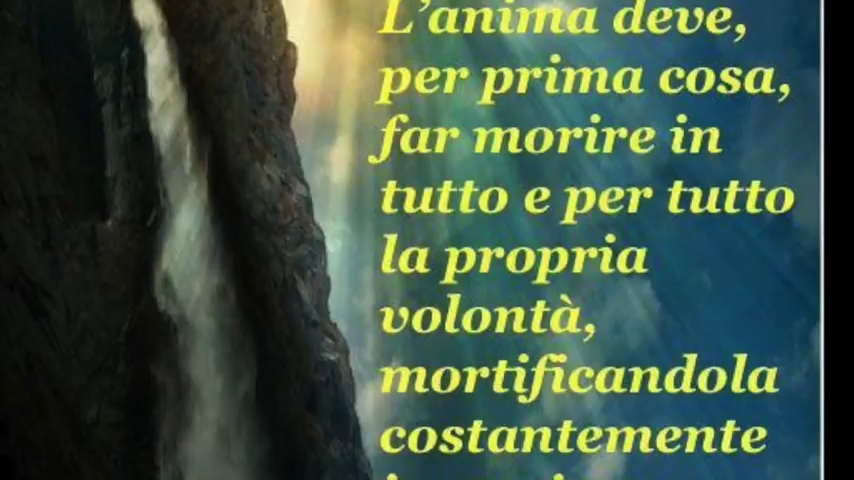 L'anima deve,
per prima cosa,
far morire in
tutto e per tutto
la propria
volontà,
mortificandola
costantemente